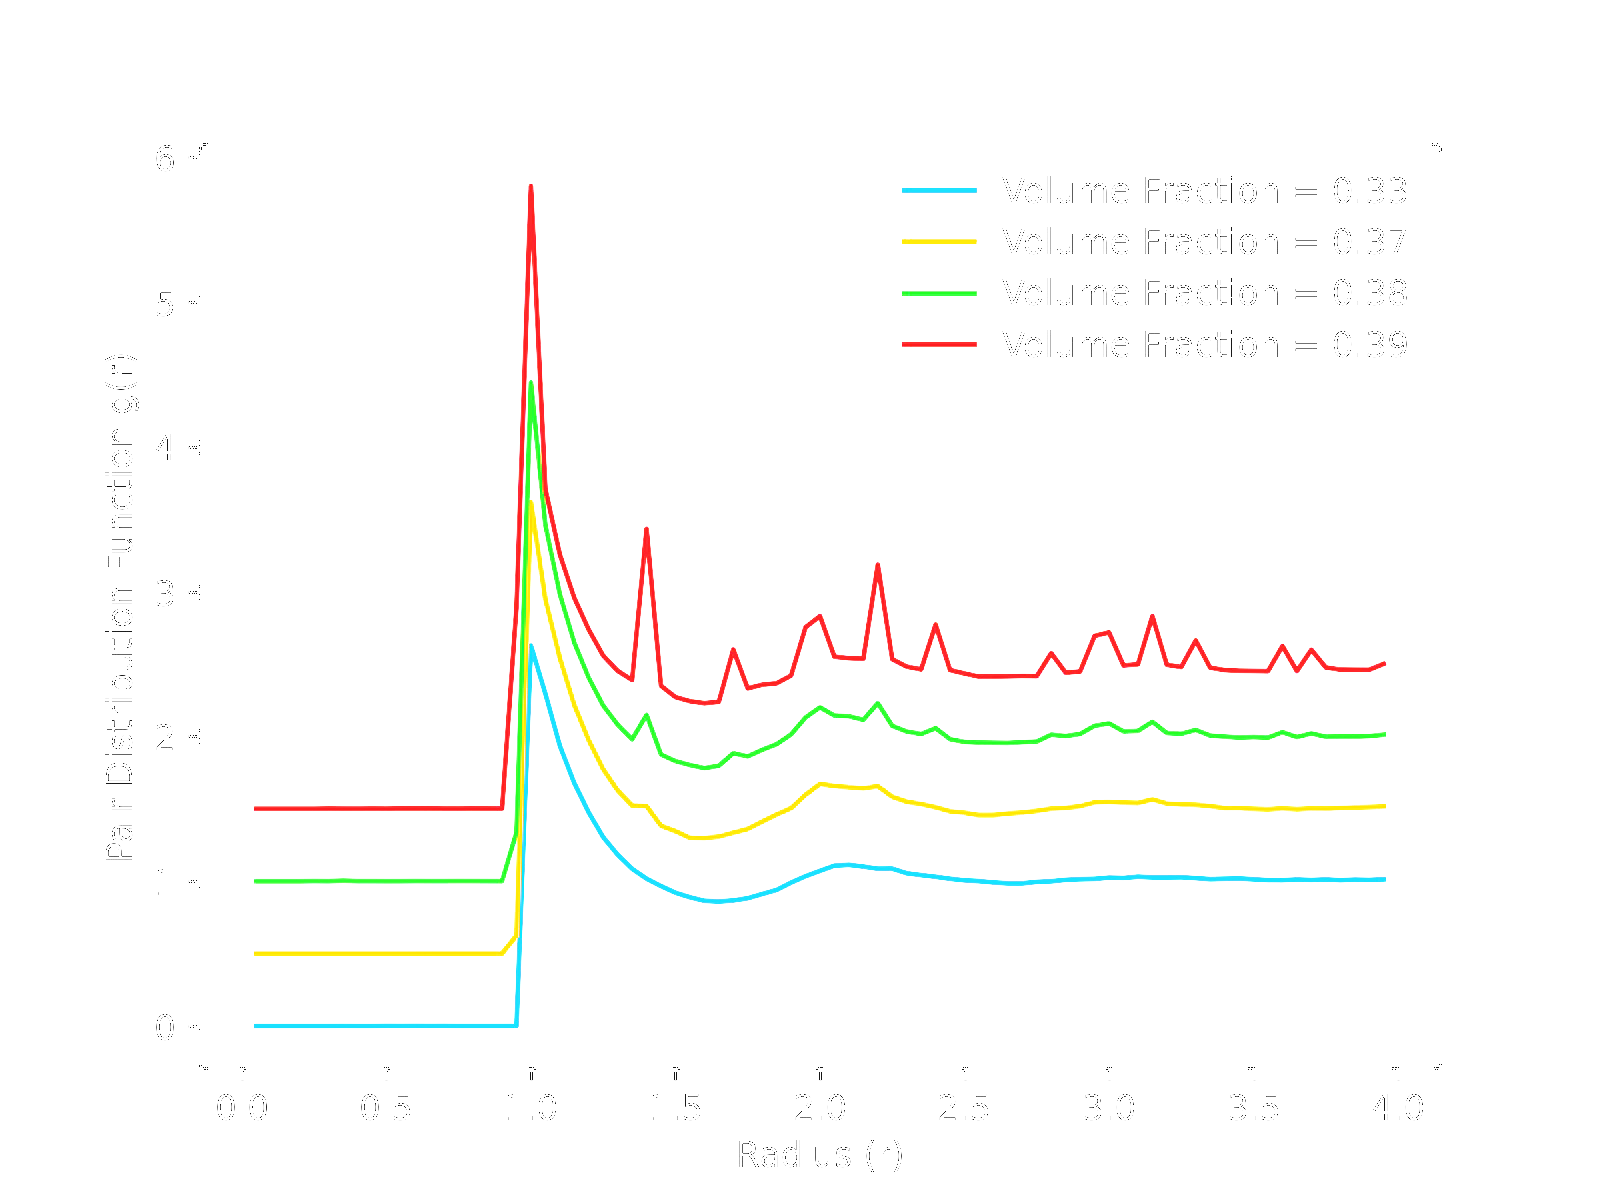 6
5
4
3
2
1
0
Pair Distribution Function g(r)
Volume Fraction = 0.33
Volume Fraction = 0.37
Volume Fraction = 0.38
Volume Fraction = 0.39
0.0 0.5 1.0 1.5 2.0 2.5 3.0 3.5 4.0
Radius (r)